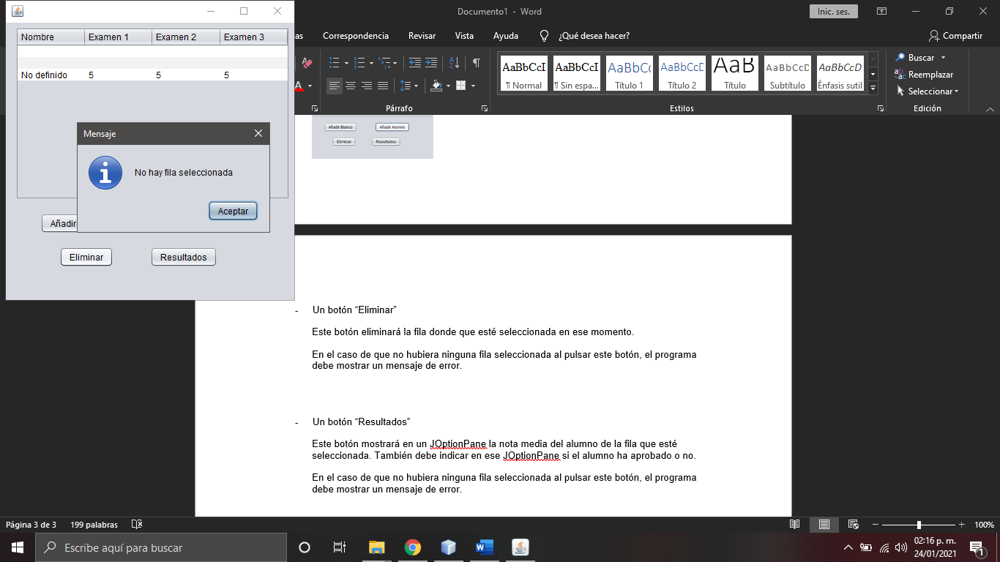 Documento1 - Word
Inic. ses.
as Correspondencia Revisar Vista Ayuda ¿Qué desea hacer? Compartir
AaBbCcI AaBbCcI AaBbCc AaBbCcD AaB AaBbCcD AaBbCcD
¶ Normal ¶ Sin espa... Título 1 Título 2 Título Subtítulo Énfasis sutil
Buscar
Reemplazar
Seleccionar
Párrafo Estilos Edición
Nombre Examen 1 Examen 2 Examen 3
No definido 5 5 5
Mensaje
No hay fila seleccionada
Aceptar
Añadir
Eliminar Resultados
Añadir Blanco Añadir Alumno
Eliminar Resultados
- Un botón “Eliminar”
Este botón eliminará la fila donde que esté seleccionada en ese momento.
En el caso de que no hubiera ninguna fila seleccionada al pulsar este botón, el programa
debe mostrar un mensaje de error.
- Un botón “Resultados”
Este botón mostrará en un JOptionPane la nota media del alumno de la fila que esté
seleccionada. También debe indicar en ese JOptionPane si el alumno ha aprobado o no.
En el caso de que no hubiera ninguna fila seleccionada al pulsar este botón, el programa
debe mostrar un mensaje de error.
Página 3 de 3 199 palabras 100%
Escribe aquí para buscar
02:16 p. m.
24/01/2021
1